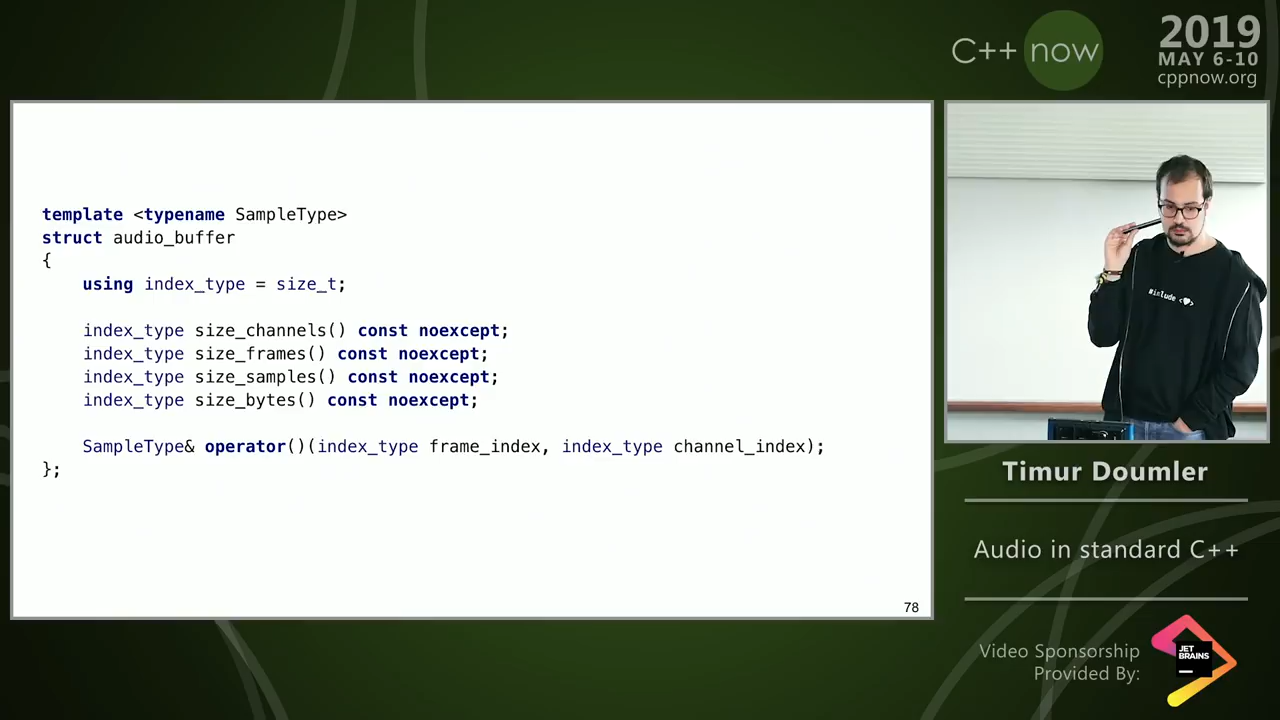 C++ now
2019
MAY 6-10
cppnow.org
template <typename SampleType>
struct audio_buffer
{
    using index_type = size_t;
    index_type size_channels() const noexcept;
    index_type size_frames() const noexcept;
    index_type size_samples() const noexcept;
    index_type size_bytes() const noexcept;
    SampleType& operator()(index_type frame_index, index_type channel_index);
};
78
#include <♥>
Timur Doumler
Audio in standard C++
Video Sponsorship
Provided By:
JET
BRAINS